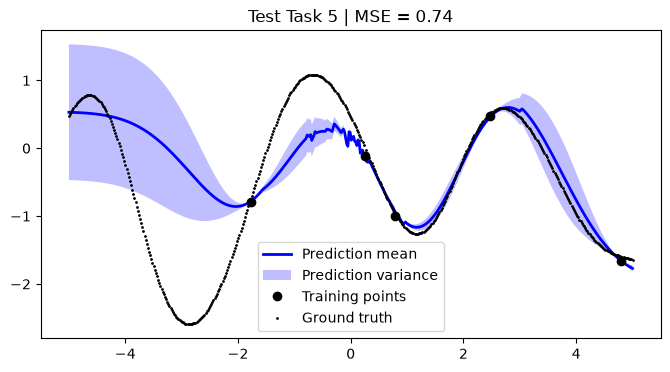 Test Task 5 | MSE = 0.74
1
0
−1
−2
−4
−2
0
2
4
Prediction mean
Prediction variance
Training points
Ground truth